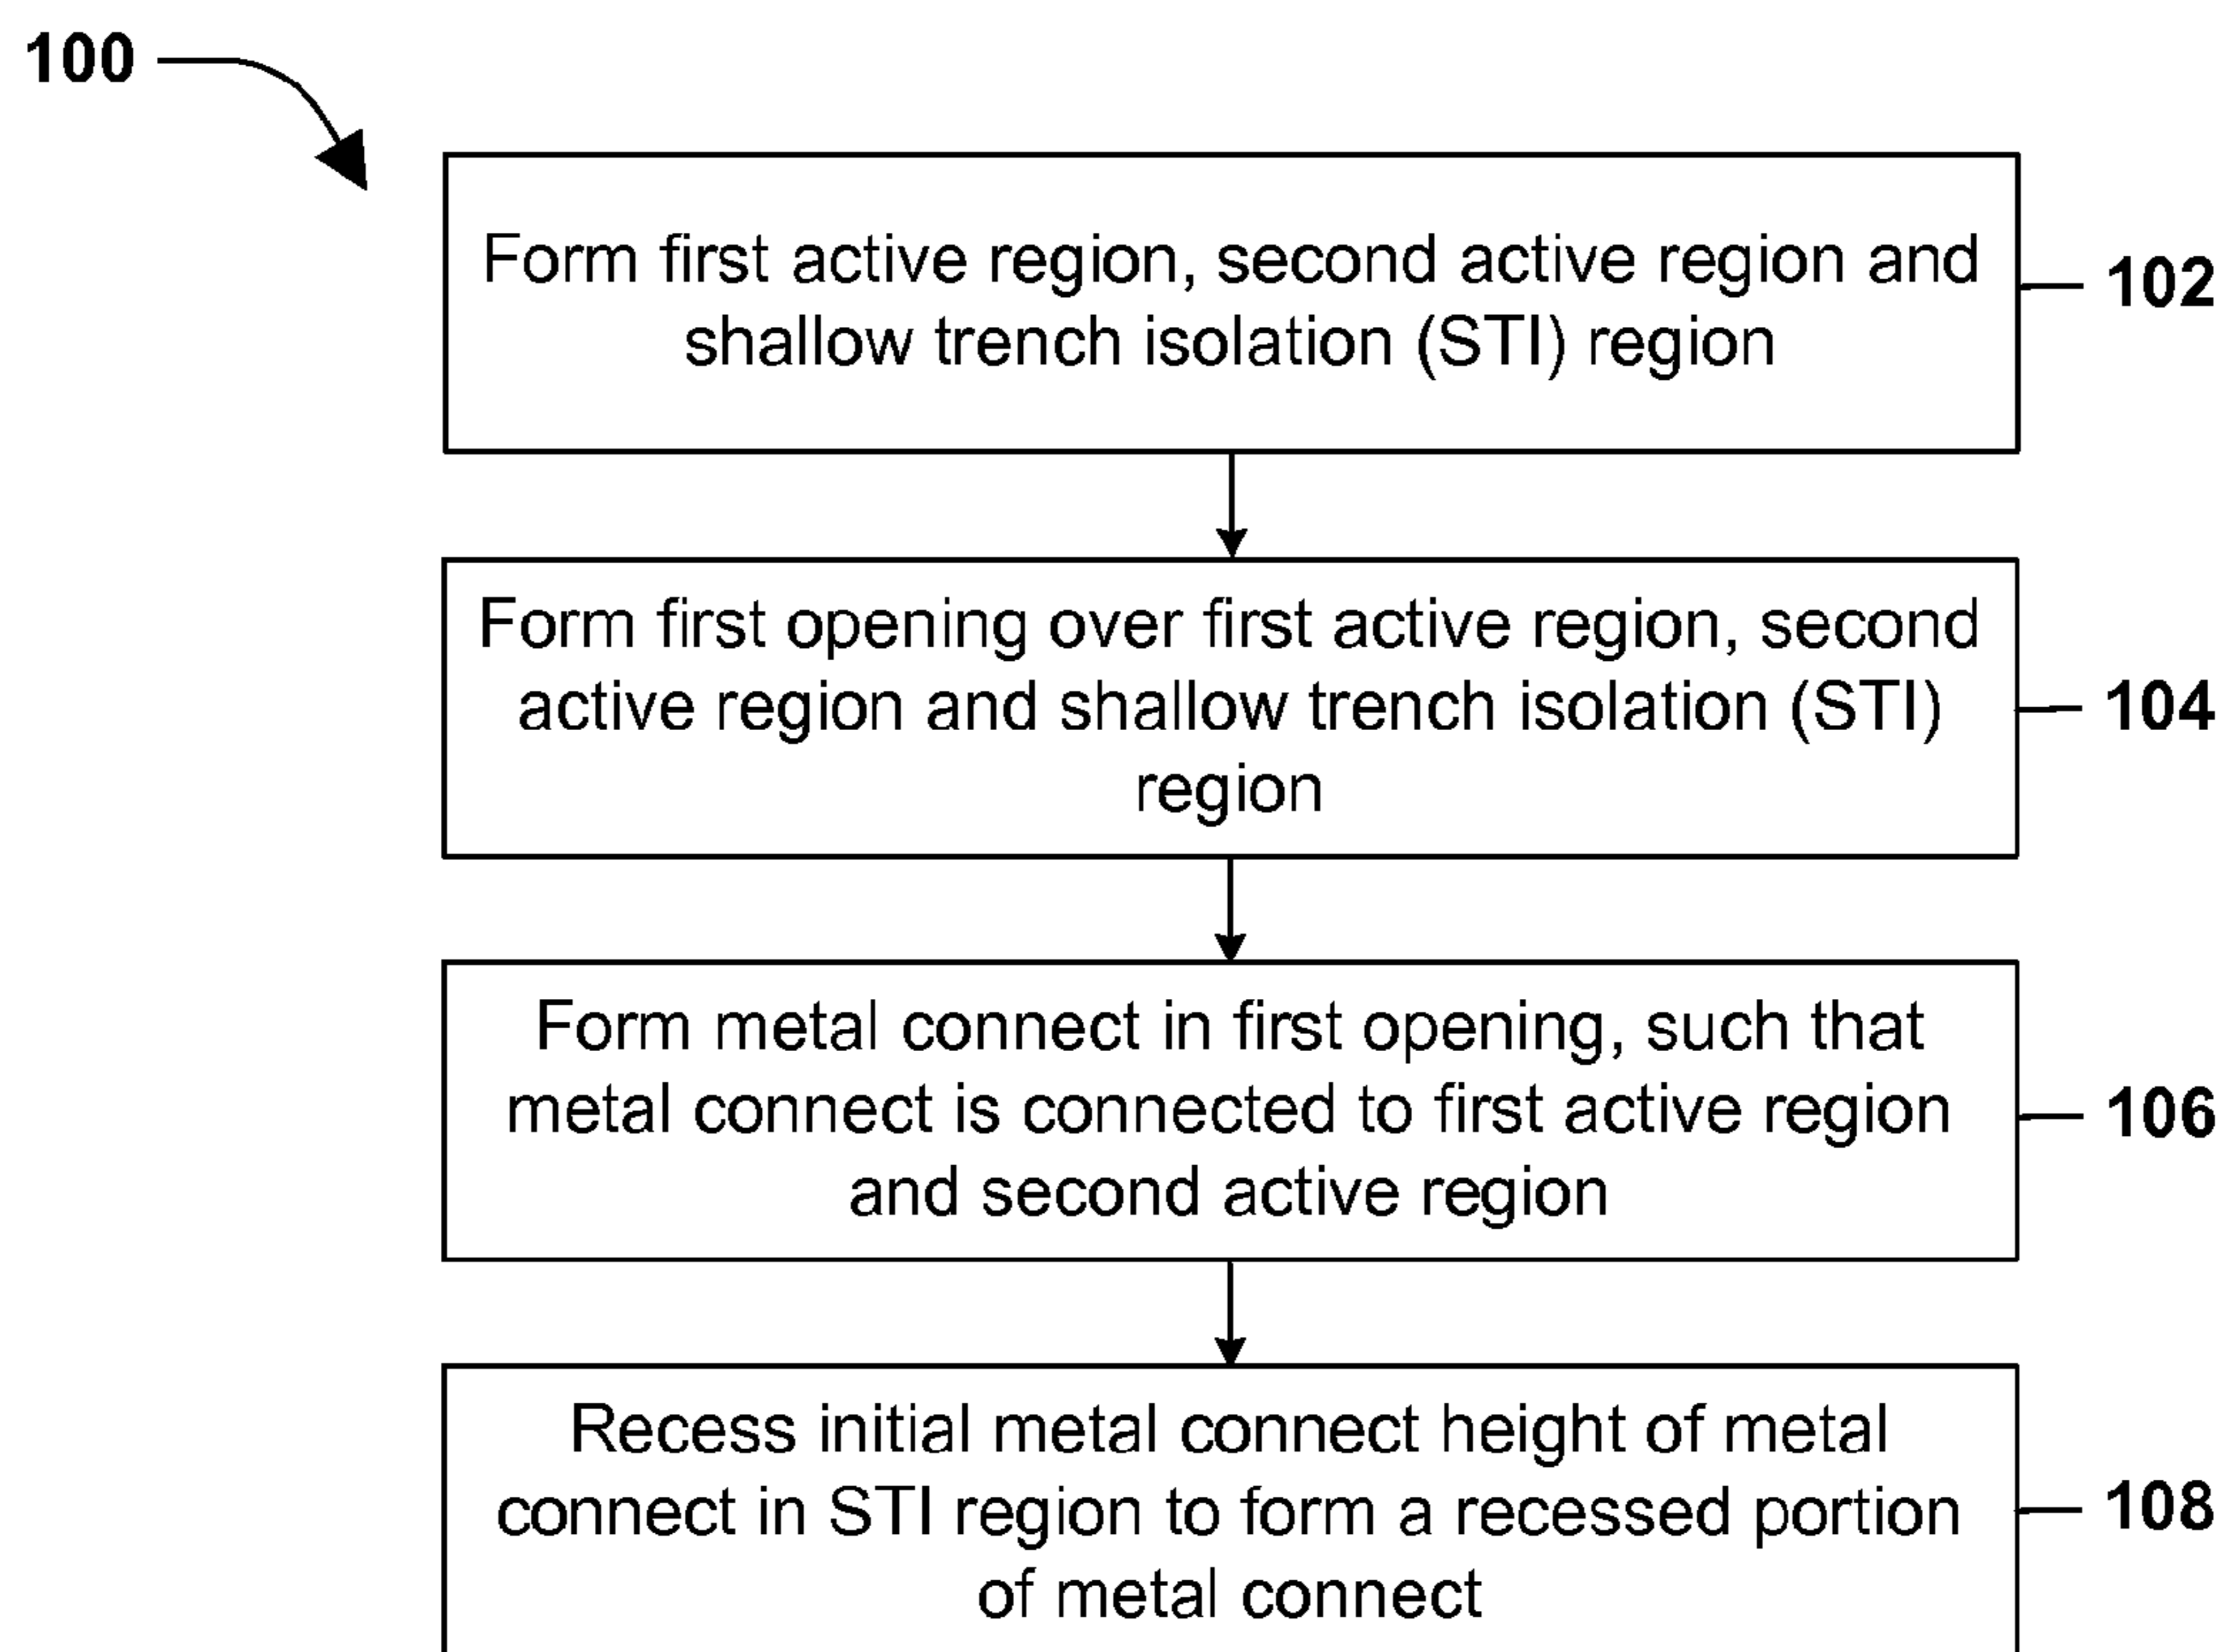 100
Form first active region, second active region and
shallow trench isolation (STI) region
102
Form first opening over first active region, second
active region and shallow trench isolation (STI)
region
104
Form metal connect in first opening, such that
metal connect is connected to first active region
and second active region
106
Recess initial metal connect height of metal
connect in STI region to form a recessed portion
of metal connect
108